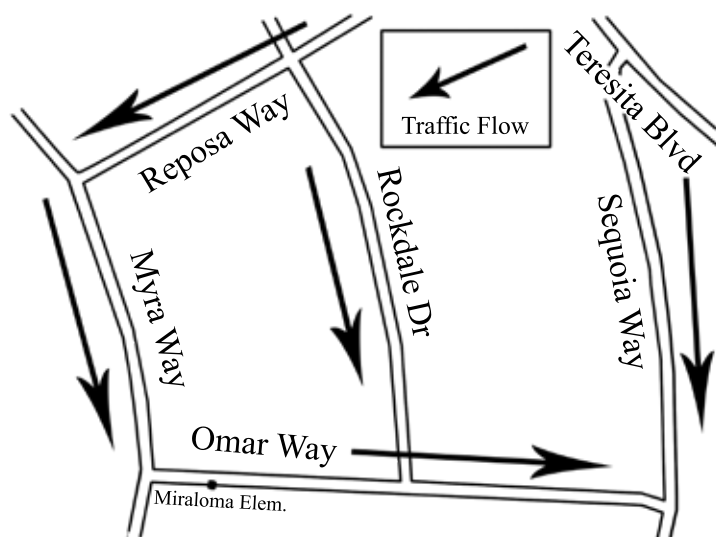 Teresita Blvd
Traffic Flow
Reposa Way
Rockdale Dr
Sequoia Way
Myra Way
Omar Way
Miraloma Elem.